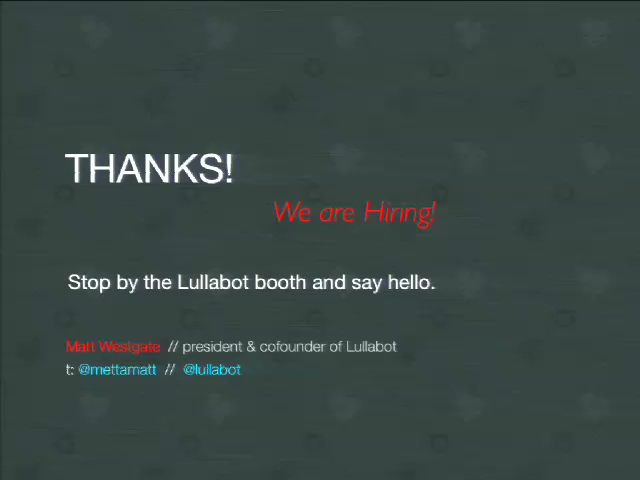 THANKS!
We are Hiring!
Stop by the Lullabot booth and say hello.
Matt Westgate // president & cofounder of Lullabot
t: @mettamatt // @lullabot